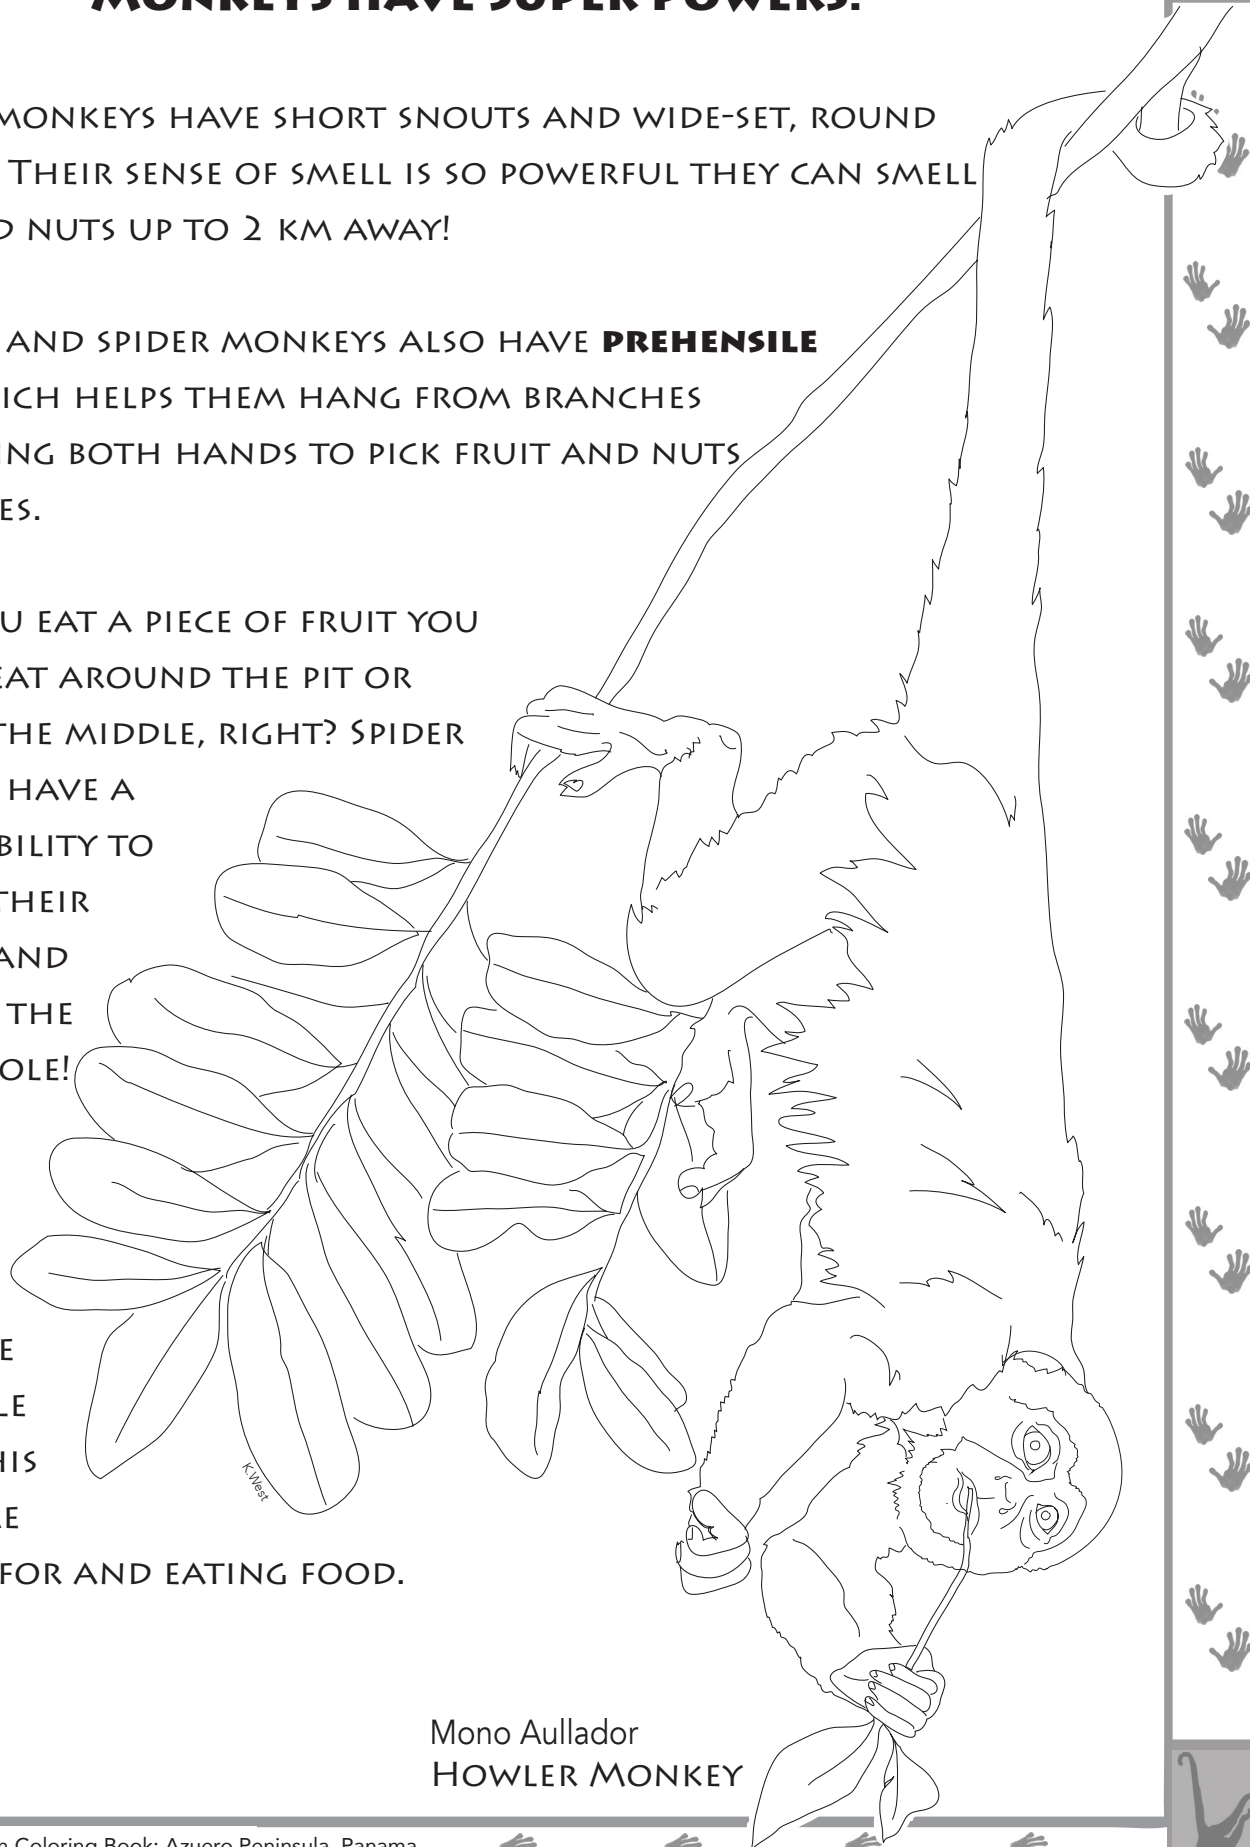 MONKEYS HAVE SUPER POWERS!
MONKEYS HAVE SHORT SNOUTS AND WIDE-SET, ROUND
THEIR SENSE OF SMELL IS SO POWERFUL THEY CAN SMELL
NUTS UP TO 2 KM AWAY!
AND SPIDER MONKEYS ALSO HAVE PREHENSILE
ICH HELPS THEM HANG FROM BRANCHES
ING BOTH HANDS TO PICK FRUIT AND NUTS
ES.
U EAT A PIECE OF FRUIT YOU
EAT AROUND THE PIT OR
THE MIDDLE, RIGHT? SPIDER
HAVE A
BILITY TO
THEIR
AND
THE
OLE!
E
LE
HIS
E
FOR AND EATING FOOD.
K.West
Mono Aullador
HOWLER MONKEY
n Coloring Book: Azuero Peninsula, Panama